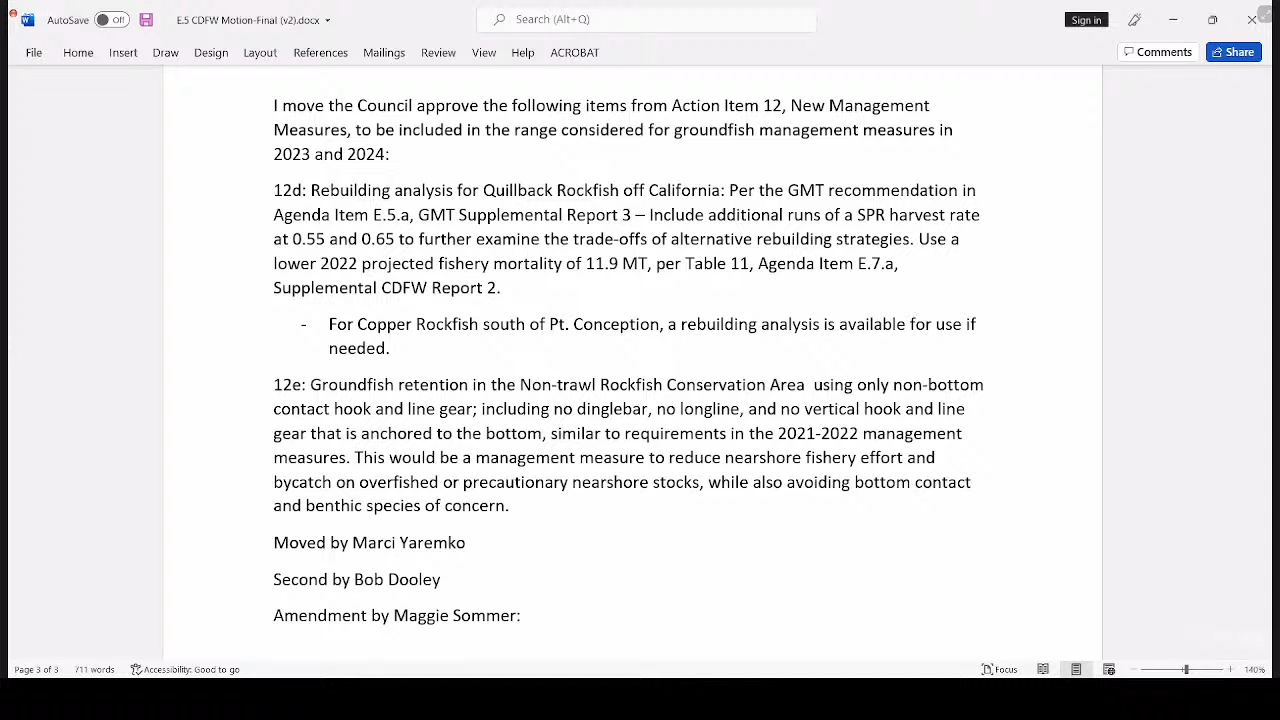 AutoSave Off E.5 CDFW Motion-Final (v2).docx Search (Alt+Q) Sign in
File Home Insert Draw Design Layout References Mailings Review View Help ACROBAT Comments Share
I move the Council approve the following items from Action Item 12, New Management
Measures, to be included in the range considered for groundfish management measures in
2023 and 2024:
12d: Rebuilding analysis for Quillback Rockfish off California: Per the GMT recommendation in
Agenda Item E.5.a, GMT Supplemental Report 3 – Include additional runs of a SPR harvest rate
at 0.55 and 0.65 to further examine the trade-offs of alternative rebuilding strategies. Use a
lower 2022 projected fishery mortality of 11.9 MT, per Table 11, Agenda Item E.7.a,
Supplemental CDFW Report 2.
- For Copper Rockfish south of Pt. Conception, a rebuilding analysis is available for use if
needed.
12e: Groundfish retention in the Non-trawl Rockfish Conservation Area using only non-bottom
contact hook and line gear; including no dinglebar, no longline, and no vertical hook and line
gear that is anchored to the bottom, similar to requirements in the 2021-2022 management
measures. This would be a management measure to reduce nearshore fishery effort and
bycatch on overfished or precautionary nearshore stocks, while also avoiding bottom contact
and benthic species of concern.
Moved by Marci Yaremko
Second by Bob Dooley
Amendment by Maggie Sommer:
Page 3 of 3 711 words Accessibility: Good to go Focus 140%